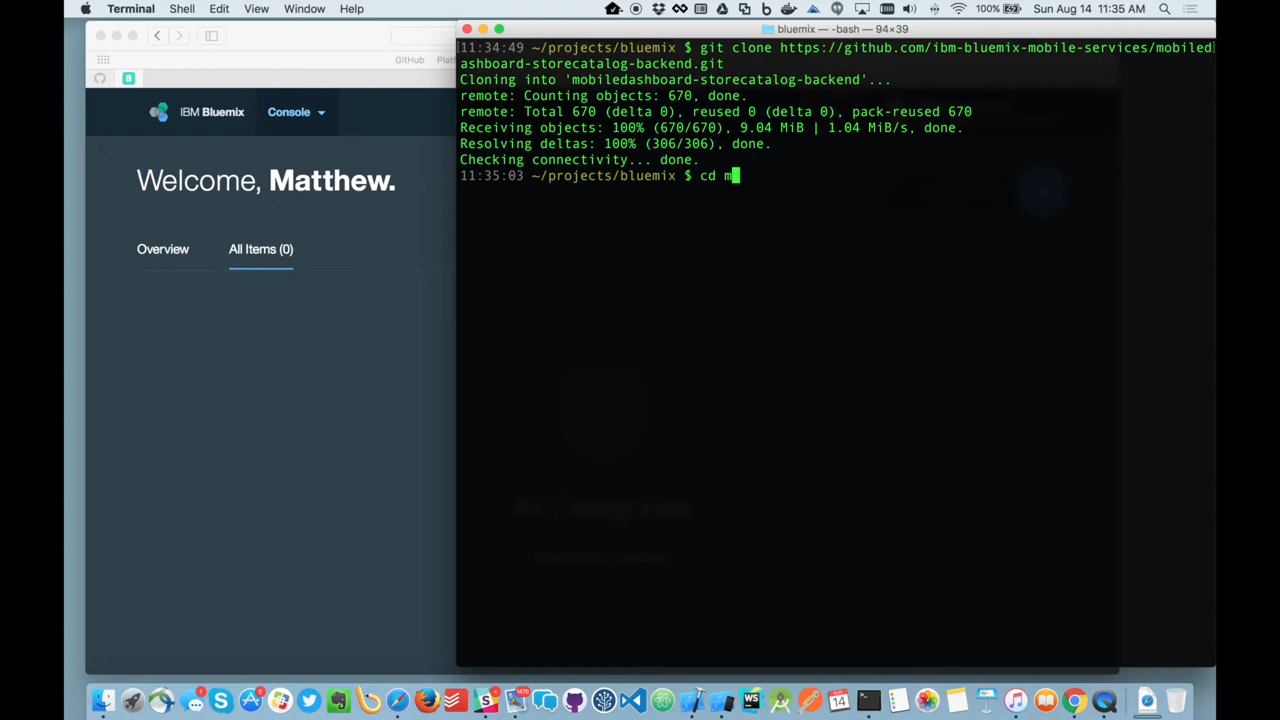 Terminal Shell Edit View Window Help 100% Sun Aug 14 11:35 AM
bluemix — -bash — 94×39
GitHub
IBM Bluemix Console
Welcome, Matthew.
Overview All Items (0)
11:34:49 ~/projects/bluemix $ git clone https://github.com/ibm-bluemix-mobile-services/mobiled
ashboard-storecatalog-backend.git
Cloning into 'mobiledashboard-storecatalog-backend'...
remote: Counting objects: 670, done.
remote: Total 670 (delta 0), reused 0 (delta 0), pack-reused 670
Receiving objects: 100% (670/670), 9.04 MiB | 1.04 MiB/s, done.
Resolving deltas: 100% (306/306), done.
Checking connectivity... done.
11:35:03 ~/projects/bluemix $ cd m
All Categories